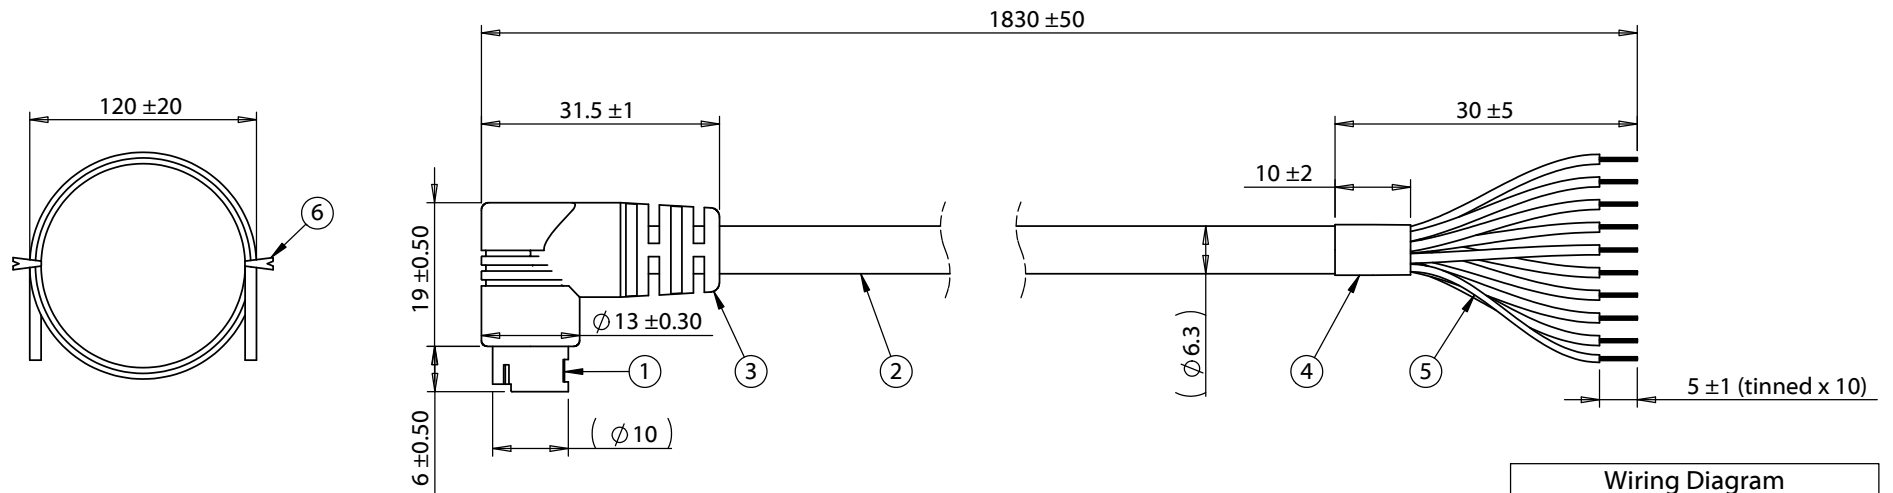 1830 ±50
120 ±20
31.5 ±1
30 ±5
10 ±2
6
19 ±0.50
∅ 13 ±0.30
( ∅ 6.3 )
1
3
2
4
5
5 ±1 (tinned x 10)
6 ±0.50
( ∅ 10 )
Wiring Diagram